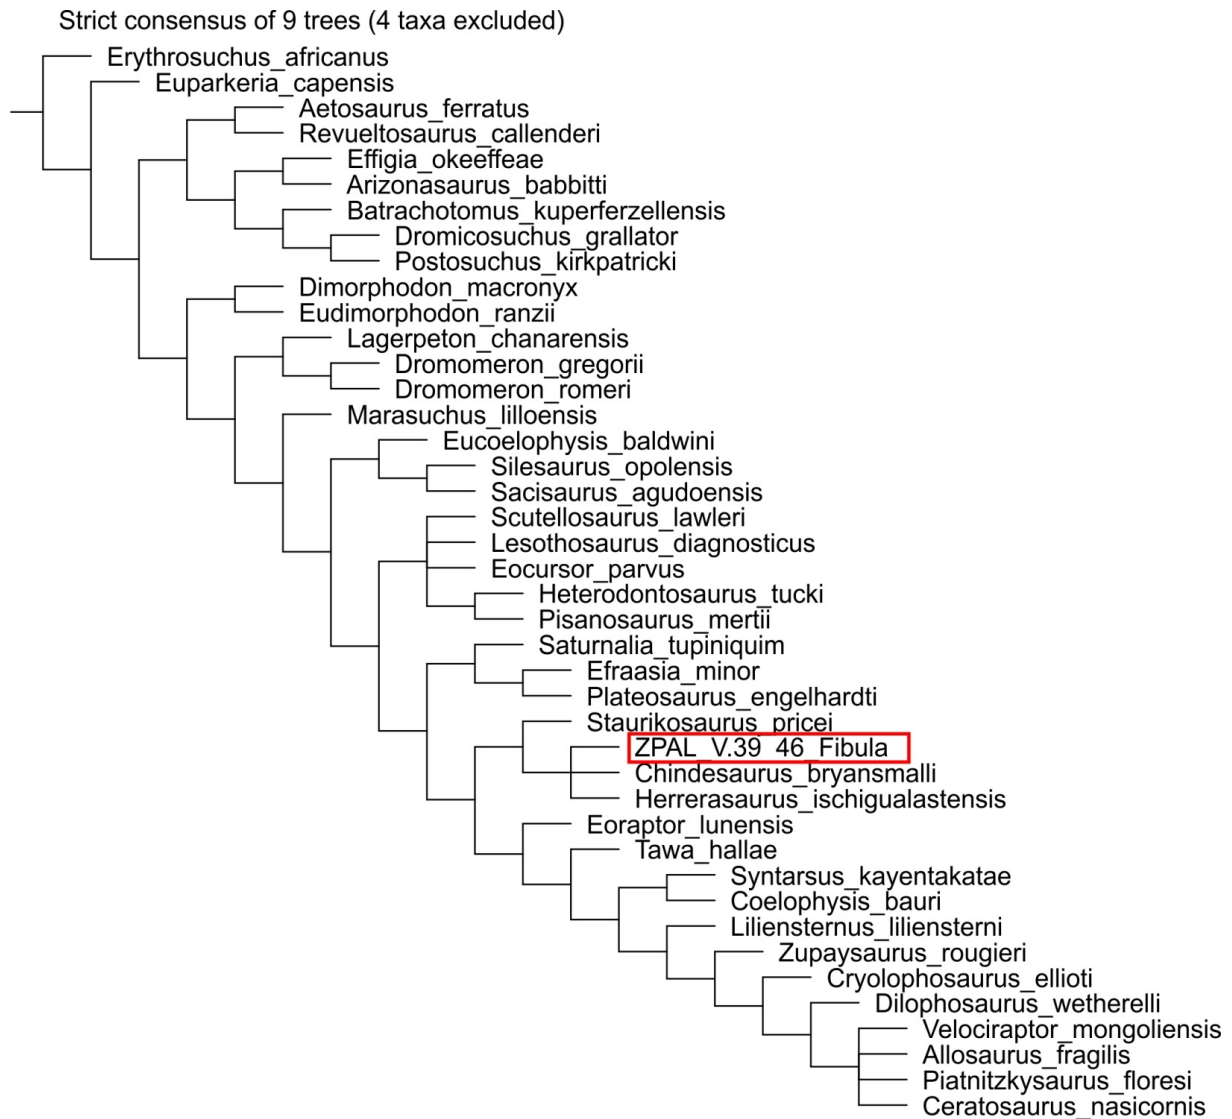 Strict consensus of 9 trees (4 taxa excluded)
Erythrosuchus_africanus
Euparkeria_capensis
Aetosaurus_ferratus
Revueltosaurus_callenderi
Effigia_okeeffeae
Arizonasaurus_babbitti
Batrachotomus_kuperferzellensis
Dromicosuchus_grallator
Postosuchus_kirkpatricki
Dimorphodon_macronyx
Eudimorphodon_ranzii
Lagerpeton_chanarensis
Dromomeron_gregorii
Dromomeron_romeri
Marasuchus_lilloensis
Eucoelophysis_baldwini
Silesaurus_opolensis
Sacisaurus_agudoensis
Scutellosaurus_lawleri
Lesothosaurus_diagnosticus
Eocursor_parvus
Heterodontosaurus_tucki
Pisanosaurus_mertii
Saturnalia_tupiniquim
Efraasia_minor
Plateosaurus_engelhardti
Staurikosaurus_pricei
ZPAL_V.39_46_Fibula
Chindesaurus_bryansmalli
Herrerasaurus_ischigualastensis
Eoraptor_lunensis
Tawa_hallae
Syntarsus_kayentakatae
Coelophysis_bauri
Liliensternus_liliensterni
Zupaysaurus_rougieri
Cryolophosaurus_ellioti
Dilophosaurus_wetherelli
Velociraptor_mongoliensis
Allosaurus_fragilis
Piatnitzkysaurus_floresi
Ceratosaurus_nasicornis